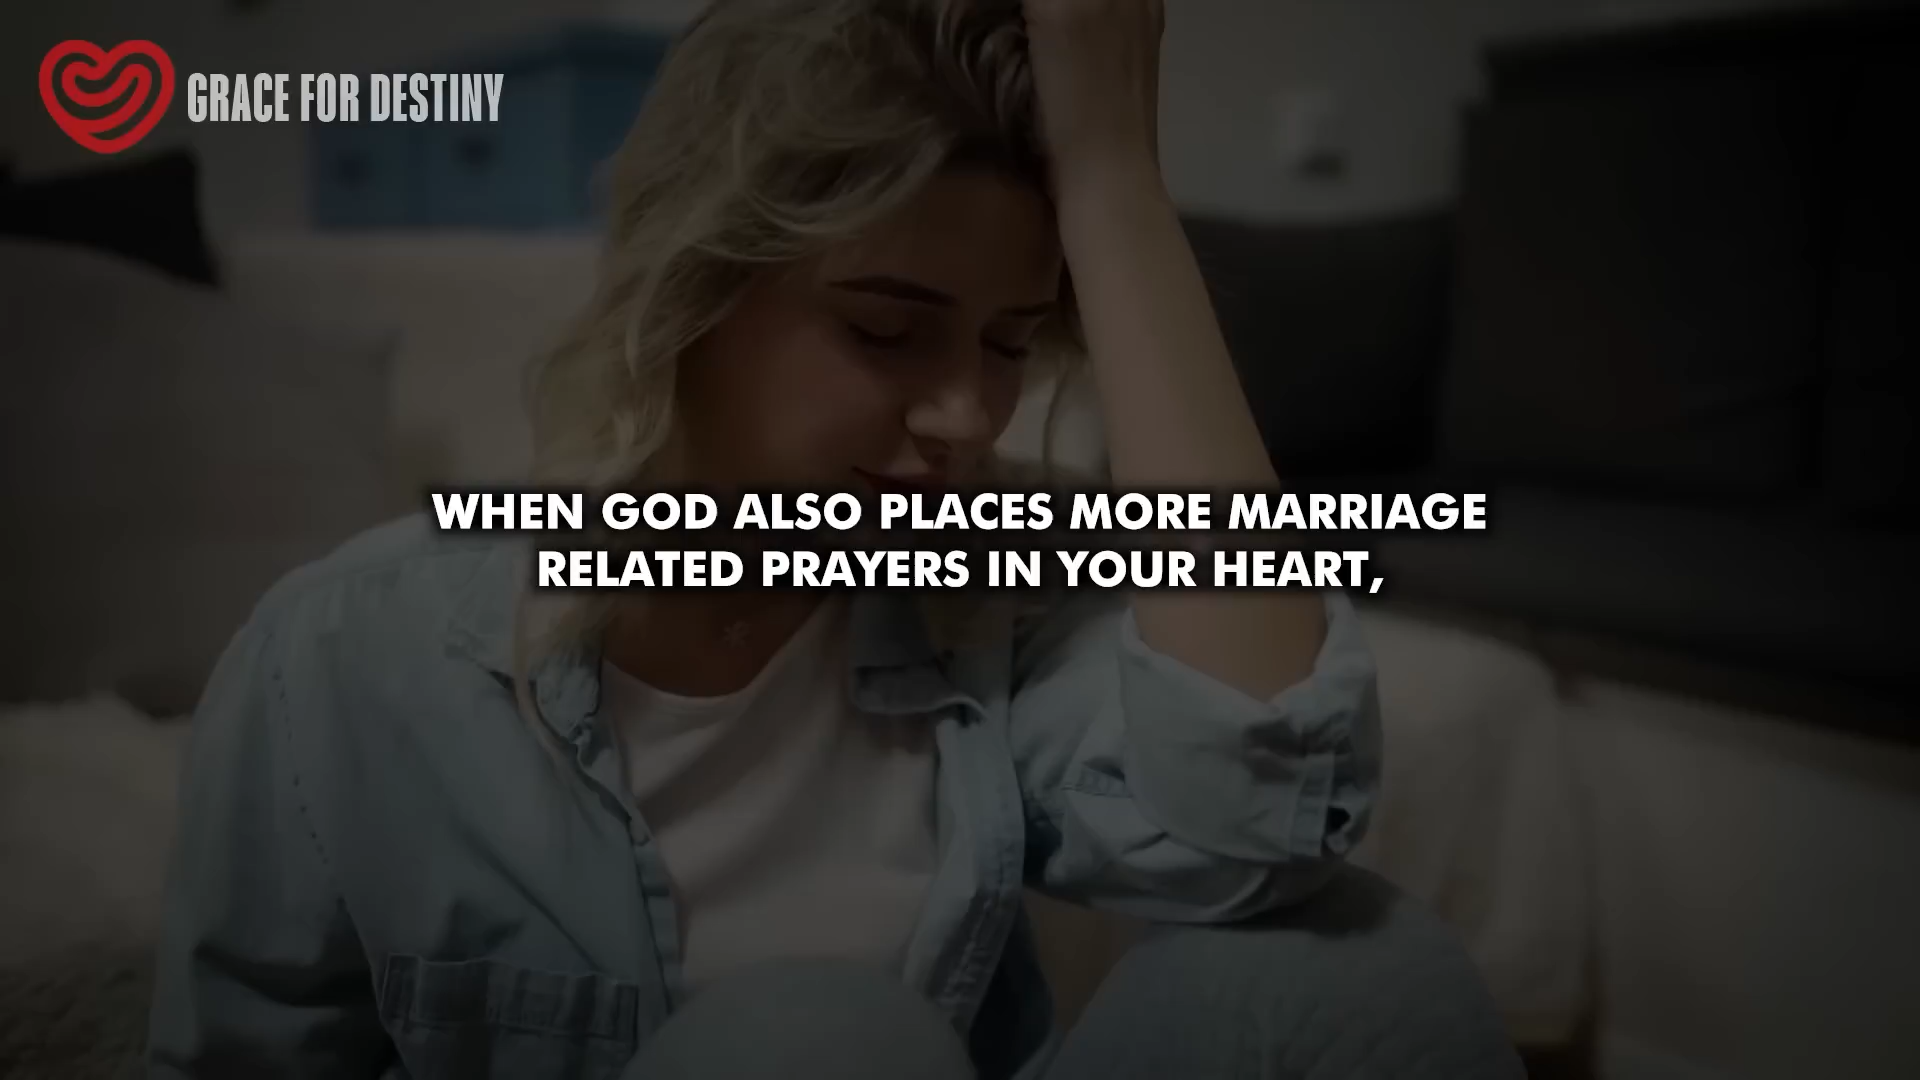 GRACE FOR DESTINY
WHEN GOD ALSO PLACES MORE MARRIAGE
RELATED PRAYERS IN YOUR HEART,